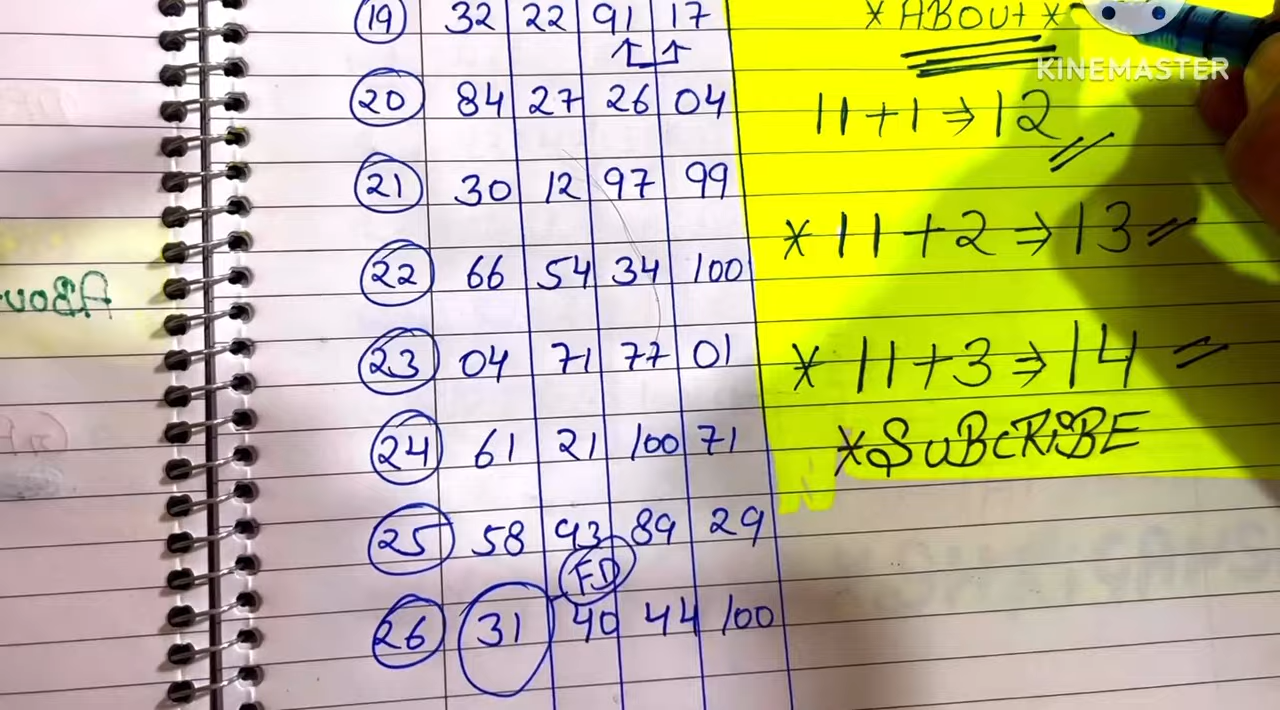 19 32 22 91 17
20 84 27 26 04
21 30 12 97 99
22 66 54 34 100
23 04 71 77 01
24 61 21 100 71
25 58 93 89 29
FD
26 31 40 44 100
* ABOUt *
KINEMASTER
11+1⇒12
* 11+2⇒13
* 11+3⇒14
*SUBCRiBE